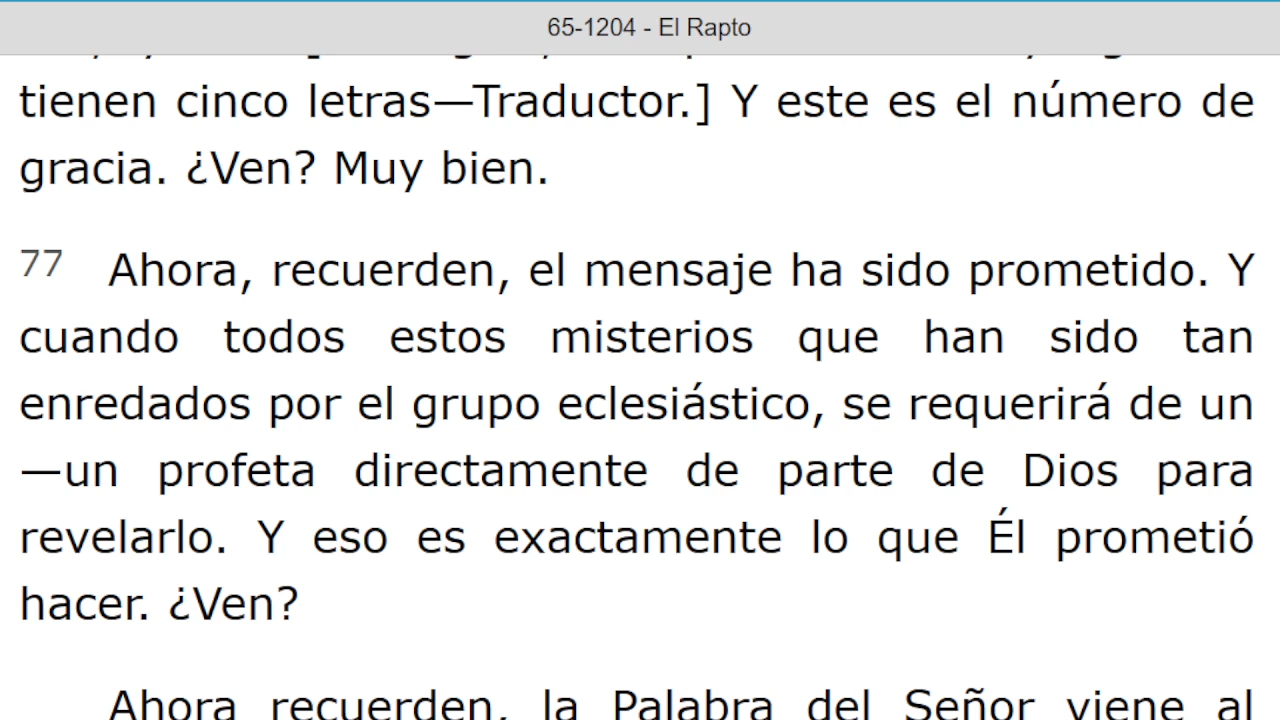 65-1204 - El Rapto
tienen cinco letras—Traductor.] Y este es el número de
gracia. ¿Ven? Muy bien.
77 Ahora, recuerden, el mensaje ha sido prometido. Y
cuando todos estos misterios que han sido tan
enredados por el grupo eclesiástico, se requerirá de un
—un profeta directamente de parte de Dios para
revelarlo. Y eso es exactamente lo que Él prometió
hacer. ¿Ven?
Ahora recuerden, la Palabra del Señor viene al